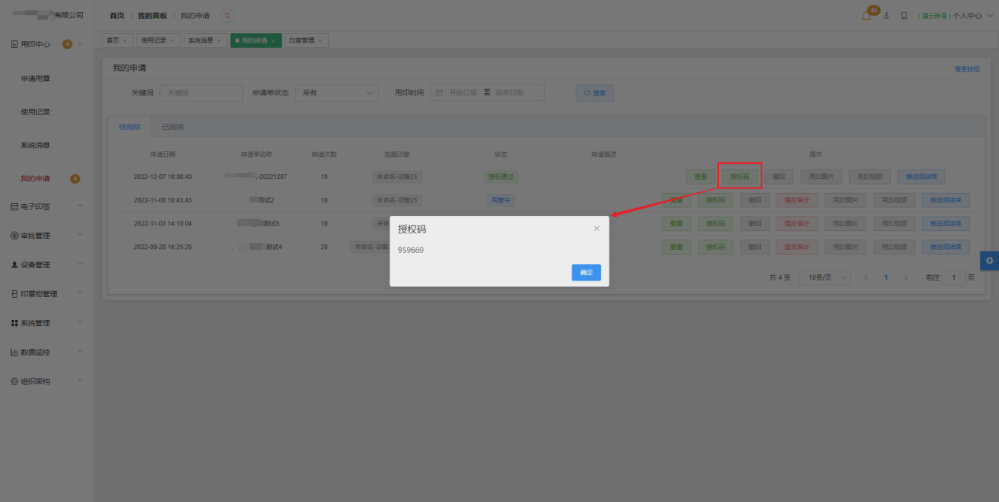 有限公司
首页 我的面板 我的申请
46
(演示账号)个人中心
用印中心 4
申请用章
使用记录
系统消息
我的申请 4
电子印签
审批管理
设备管理
印章柜管理
系统管理
数据监控
组织架构
首页 × 使用记录 × 系统消息 × 我的申请 × 印章管理 ×
我的申请 搜索按钮
关键词 关键词 申请单状态 所有 用印时间 开始日期 至 结束日期 搜索
待完结 已完结
申请日期 申请单名称 申请次数 加盖印章 状态 申请描述 操作
2022-12-07 10:08:43 -20221207 10 未命名-设备25 授权通过 查看 授权码 撤回 用印图片 用印视频 推送或结束
2022-11-08 10:43:43 测试2 10 未命名-设备25 用章中 查看 授权码 撤回 提交审计 用印图片 用印视频 推送或结束
2022-11-03 14:10:04 测试5 10 未命 查看 授权码 撤回 提交审计 用印图片 用印视频 推送或结束
2022-09-28 16:25:25 测试4 20 未命名-设备 查看 授权码 撤回 提交审计 用印图片 用印视频 推送或结束
授权码 ×
959669
确定
共 4 条 10条/页 1 前往 1 页